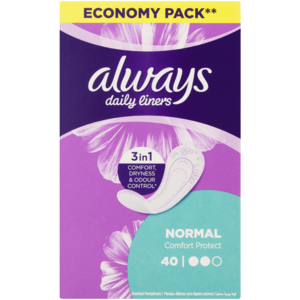 ECONOMY PACK**
always
daily liners
3in1
COMFORT,
DRYNESS
& ODOUR
CONTROL*
NORMAL
Comfort Protect
40